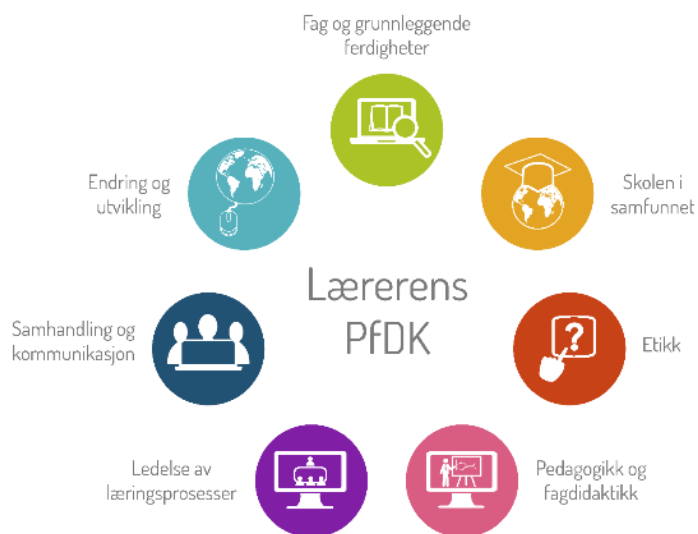 Fag og grunnleggende
ferdigheter
Endring og
utvikling
Skolen i
samfunnet
Lærerens
PfDK
Samhandling og
kommunikasjon
?
Etikk
Ledelse av
læringsprosesser
Pedagogikk og
fagdidaktikk